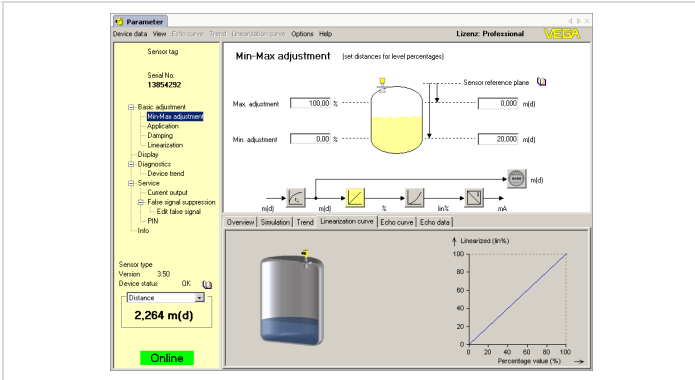 Parameter
Device data View Echo curve Trend Linearization curve Options Help Lizenz: Professional VEGA
Sensor tag
Serial No.
13854292
Basic adjustment
Min-Max adjustment
Application
Damping
Linearization
Display
Diagnostics
Device trend
Service
Current output
False signal suppression
Edit false signal
PIN
Info
Sensor type
Version 3.50
Device status OK
Distance
2,264 m(d)
Online
Min-Max adjustment (set distances for level percentages)
Sensor reference plane
Max. adjustment 100,00 % 0,000 m(d)
Min. adjustment 0,00 % 20,000 m(d)
m(d)
m(d) m(d) % lin% mA
Overview Simulation Trend Linearization curve Echo curve Echo data
Linearized (lin%)
100
80
60
40
20
0
0 20 40 60 80 100
Percentage value (%)